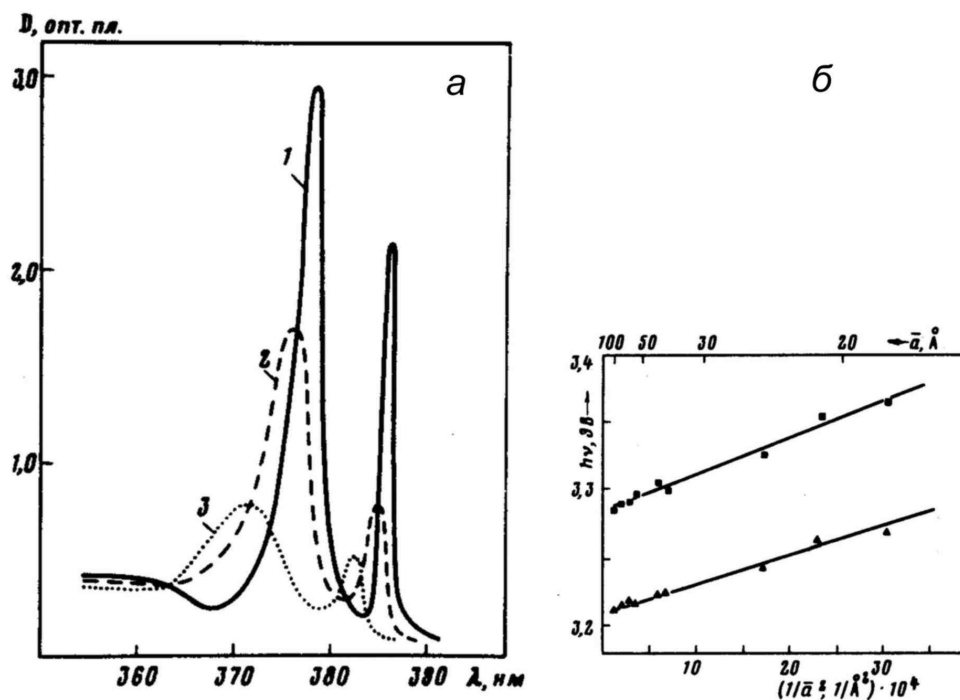 D, опт. пл.
3,0
а
б
1
2,0
2
1,0
3
360 370 380 390 λ, нм
100 50 30 20 ← ā, Å
3,4
hν, эВ →
3,3
3,2
10 20 30
(1/ā², 1/Å²)·10⁴